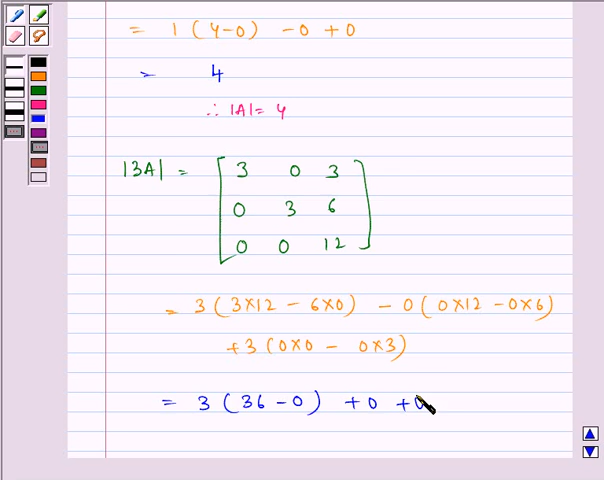 = 1 (4-0) -0 +0
= 4
∴ |A| = 4
|3A| = [ 3 0 3
0 3 6
0 0 12 ]
= 3 (3×12 - 6×0) - 0 (0×12 - 0×6)
+3 (0×0 - 0×3)
= 3 (36-0) +0 +0